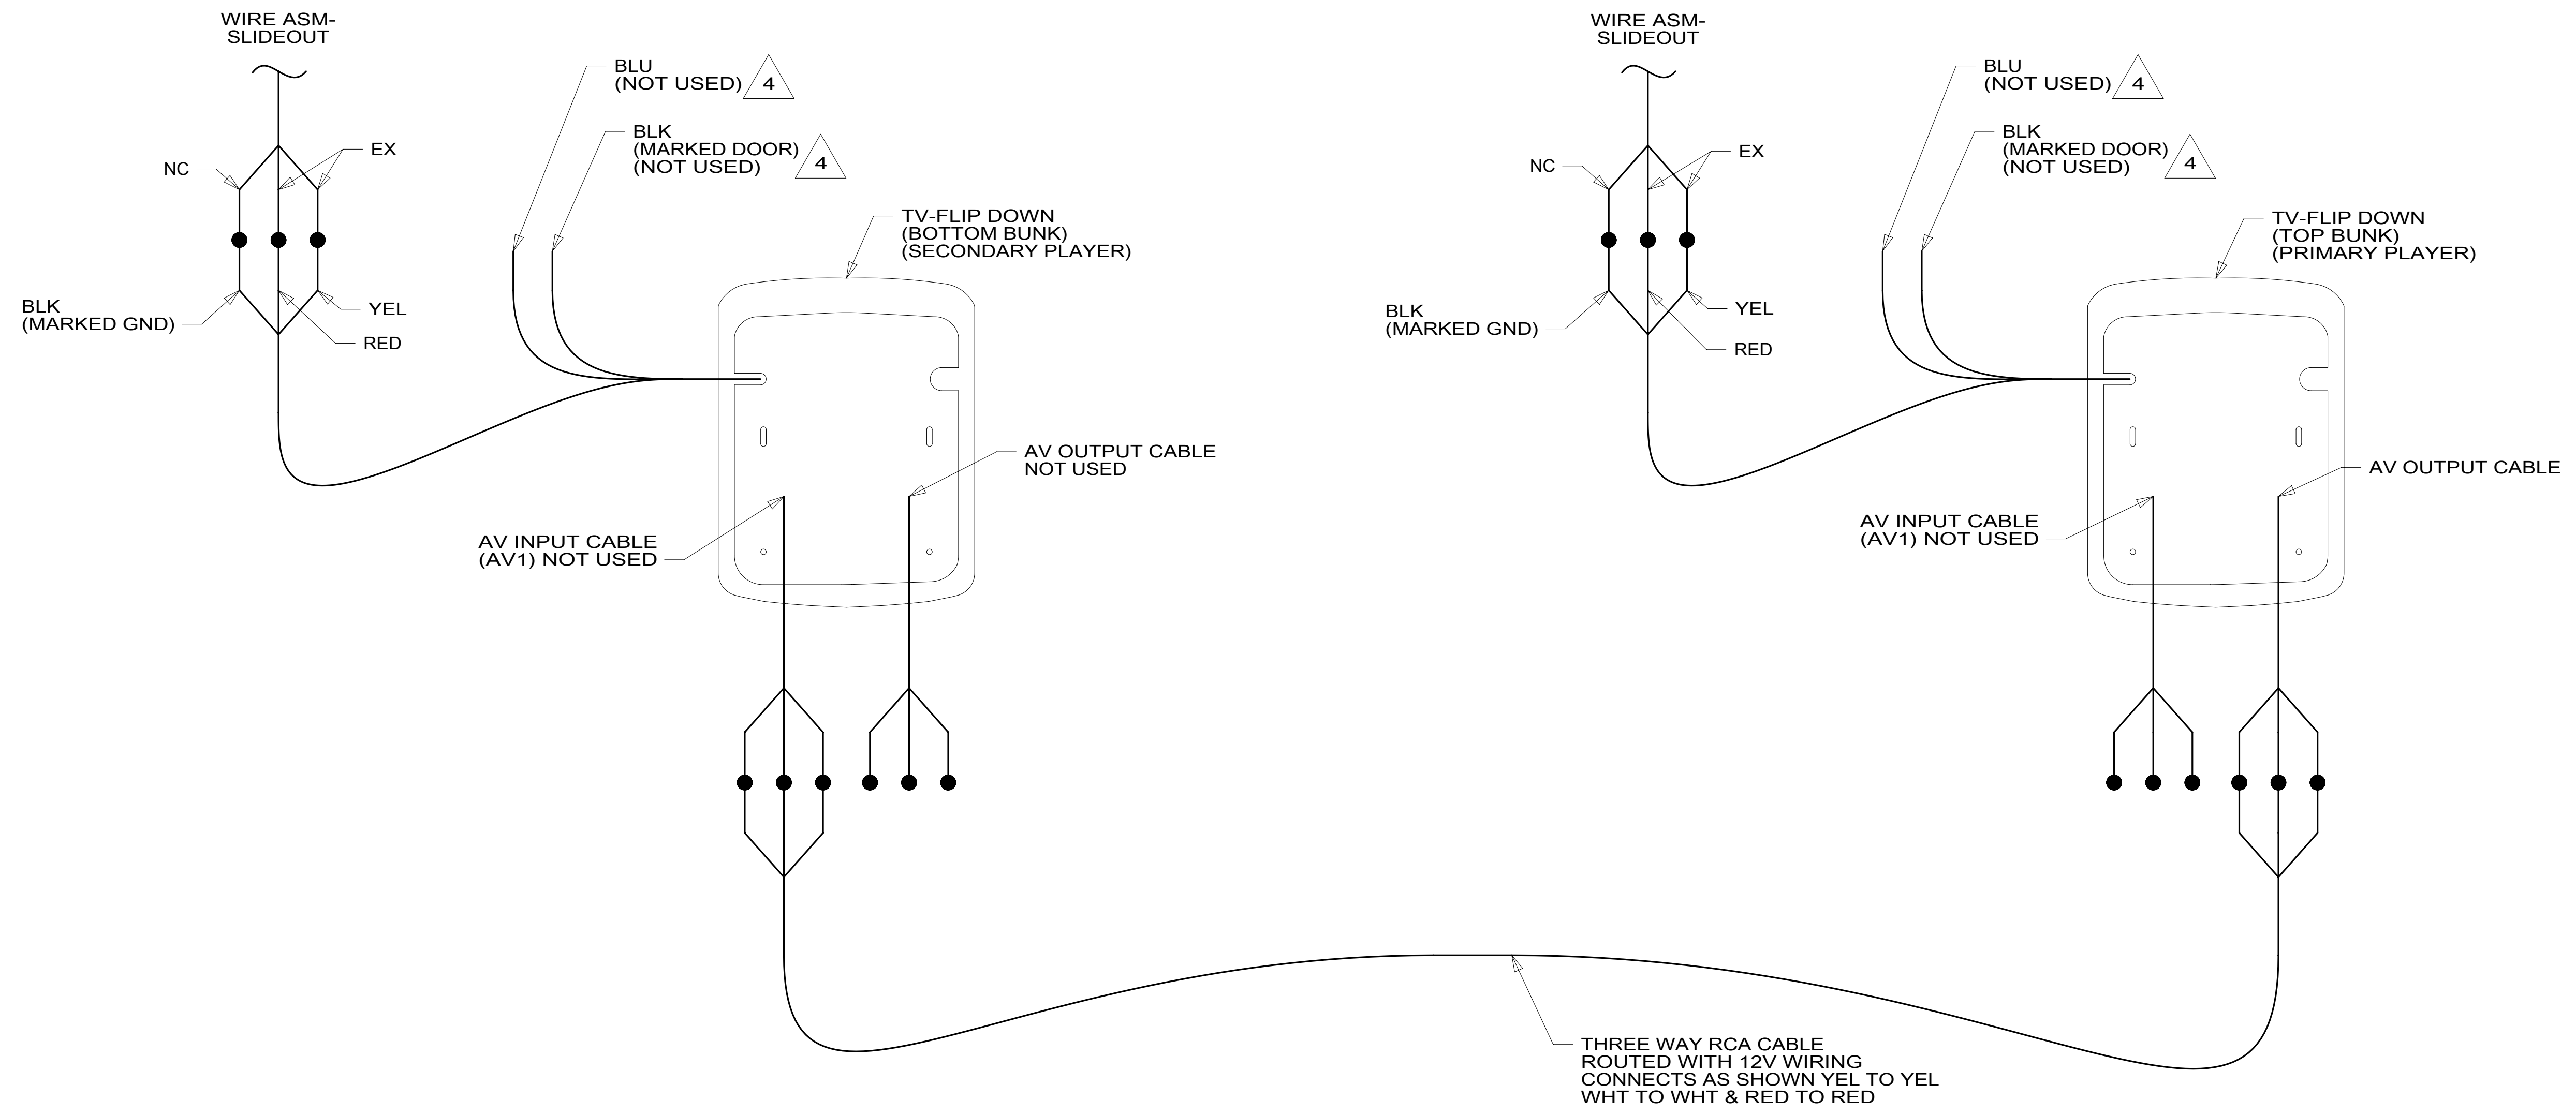 WIRE ASM-
SLIDEOUT
BLU
(NOT USED)
4
BLK
(MARKED DOOR)
(NOT USED)
4
EX
NC
TV-FLIP DOWN
(BOTTOM BUNK)
(SECONDARY PLAYER)
BLK
(MARKED GND)
YEL
RED
AV OUTPUT CABLE
NOT USED
AV INPUT CABLE
(AV1) NOT USED
WIRE ASM-
SLIDEOUT
BLU
(NOT USED)
4
BLK
(MARKED DOOR)
(NOT USED)
4
EX
NC
TV-FLIP DOWN
(TOP BUNK)
(PRIMARY PLAYER)
BLK
(MARKED GND)
YEL
RED
AV OUTPUT CABLE
AV INPUT CABLE
(AV1) NOT USED
THREE WAY RCA CABLE
ROUTED WITH 12V WIRING
CONNECTS AS SHOWN YEL TO YEL
WHT TO WHT & RED TO RED